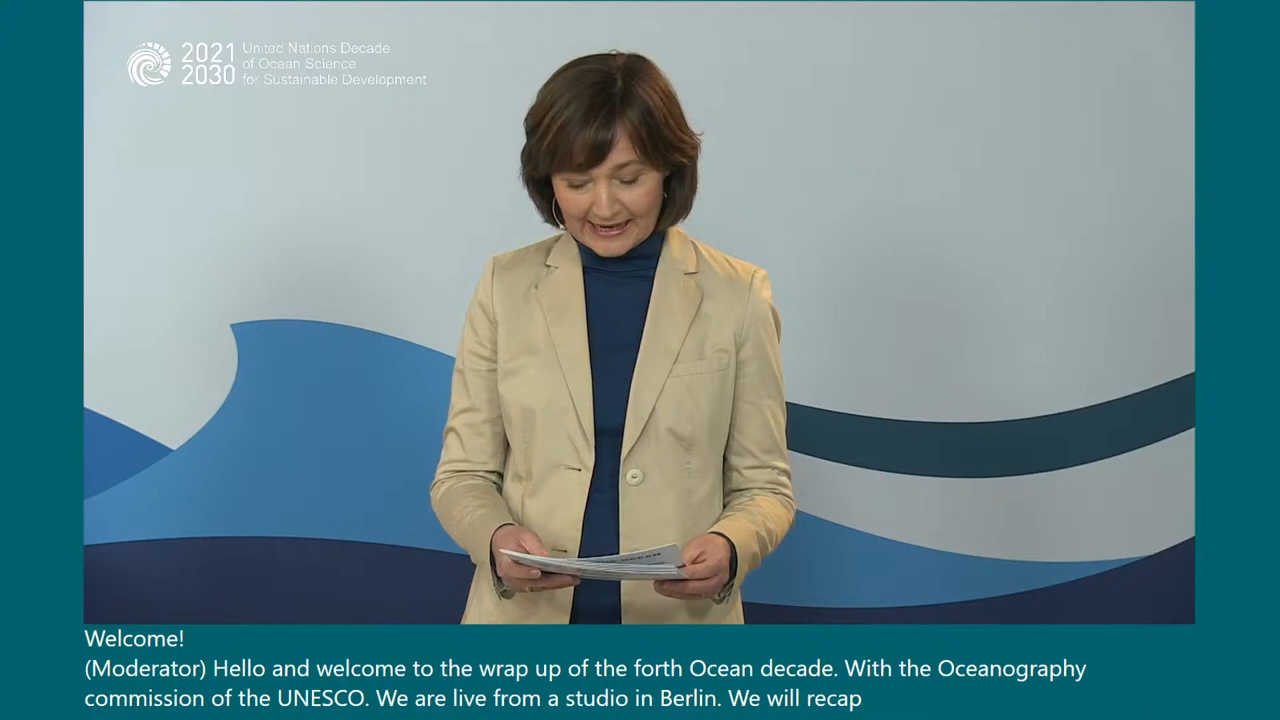 2021
2030
United Nations Decade
of Ocean Science
for Sustainable Development
Welcome!
(Moderator) Hello and welcome to the wrap up of the forth Ocean decade. With the Oceanography
commission of the UNESCO. We are live from a studio in Berlin. We will recap